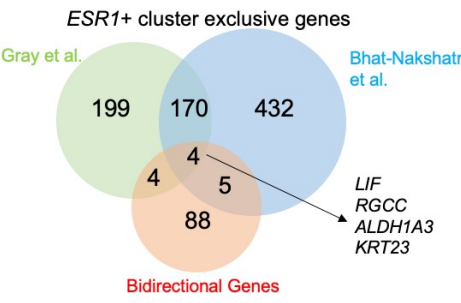 ESR1+ cluster exclusive genes
Gray et al.
Bhat-Nakshatr
et al.
199
170
432
4
4
5
88
LIF
RGCC
ALDH1A3
KRT23
Bidirectional Genes